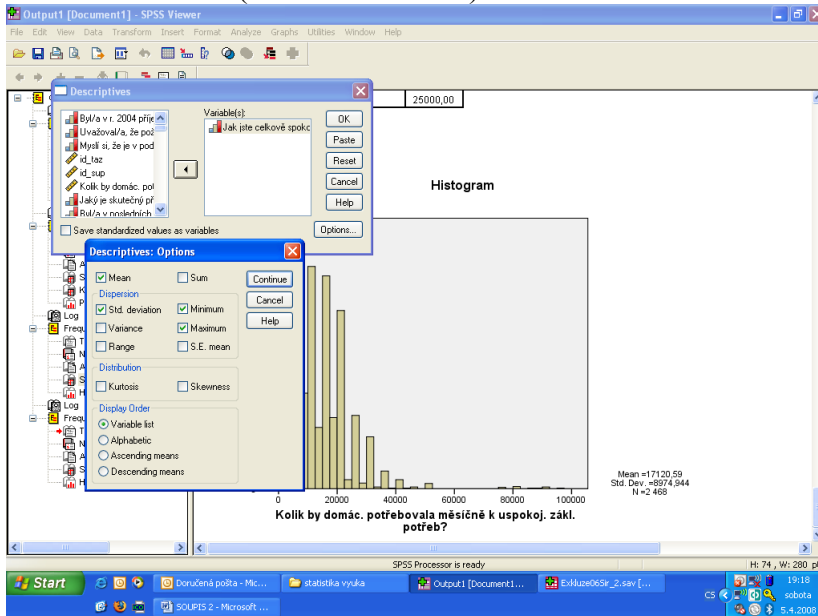 Output1 [Document1] - SPSS Viewer
File Edit View Data Transform Insert Format Analyze Graphs Utilities Window Help
25000,00
Descriptives
Byl/a v r. 2004 příje
Uvažoval/a, že pož
Myslí si, že je v pod
id_taz
id_sup
Kolik by domác. pot
Jaký je skutečný př
Byl/a v posledních
Variable(s):
Jak jste celkově spokc
OK
Paste
Reset
Cancel
Help
Save standardized values as variables
Options...
Descriptives: Options
Mean
Sum
Continue
Cancel
Help
Dispersion
Std. deviation
Minimum
Variance
Maximum
Range
S.E. mean
Distribution
Kurtosis
Skewness
Display Order
Variable list
Alphabetic
Ascending means
Descending means
Log
Frequ
T
N
A
S
H
Log
Frequ
T
N
A
S
H
Histogram
0 20000 40000 60000 80000 100000
Kolik by domác. potřebovala měsíčně k uspokoj. zákl.
potřeb?
Mean =17120,59
Std. Dev. =8974,944
N =2 468
SPSS Processor is ready
H: 74 , W: 280 pt
Start
Doručená pošta - Mic...
statistika vyuka
Output1 [Document1...
Exkluze06Sir_2.sav [...
SOUPIS 2 - Microsoft ...
CS
19:18
sobota
5.4.2008